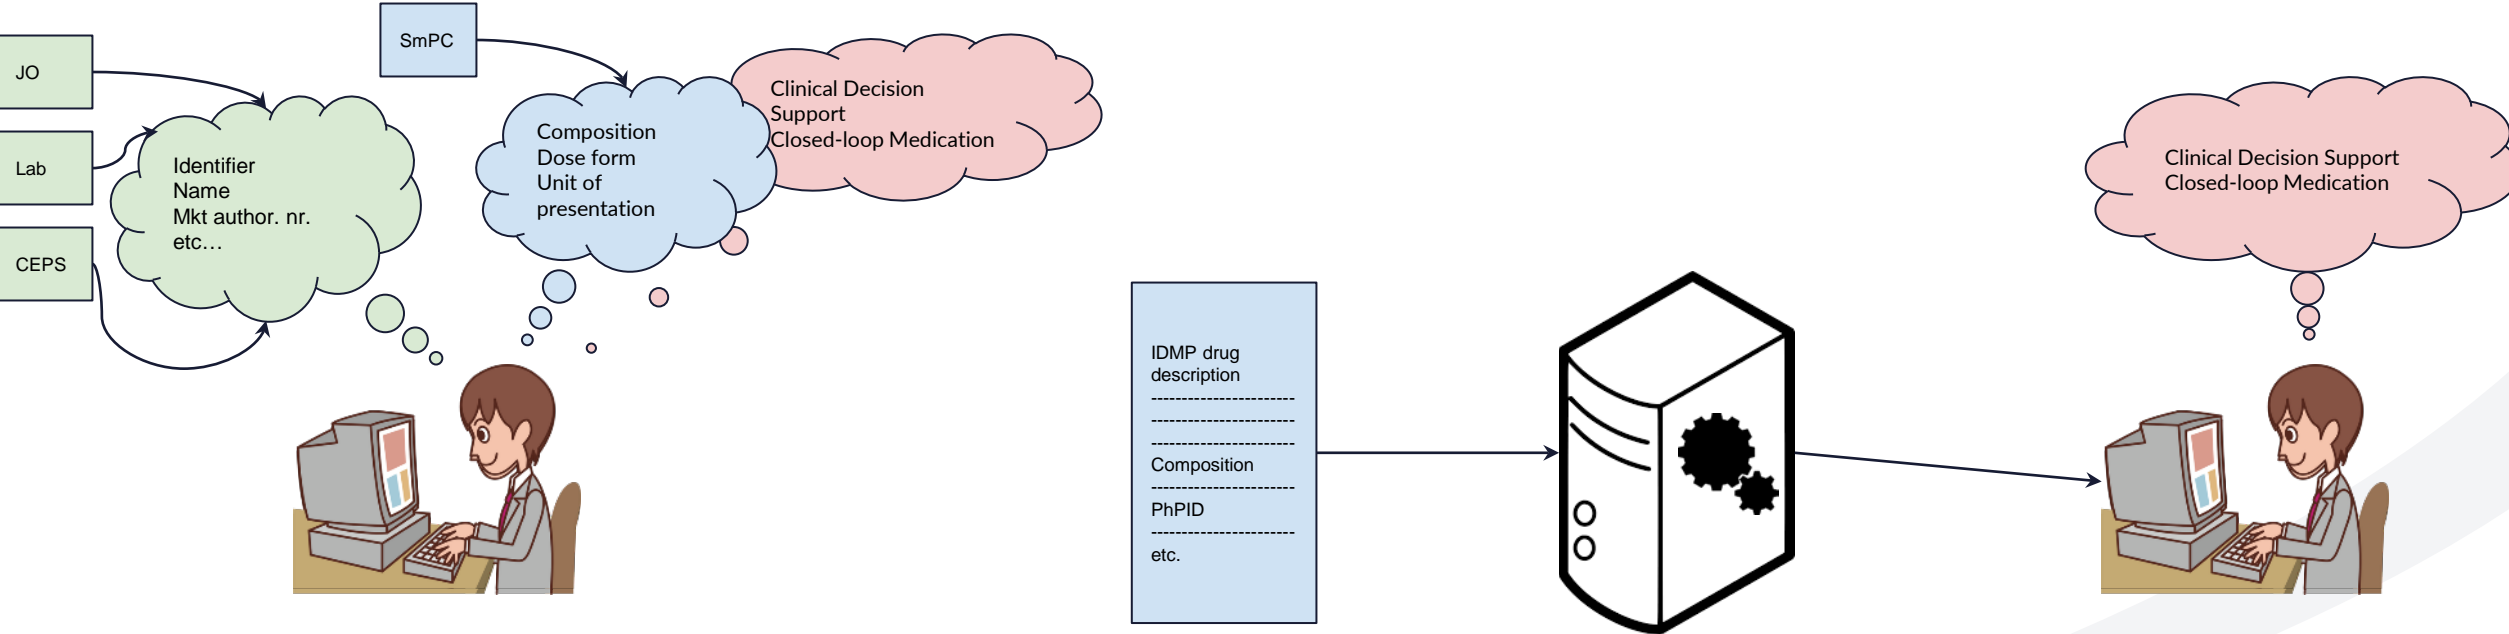 JO
Lab
CEPS
Identifier
Name
Mkt author. nr.
etc…
SmPC
Composition
Dose form
Unit of
presentation
Clinical Decision
Support
Closed-loop Medication
IDMP drug
description
------------------------
------------------------
------------------------
Composition
------------------------
PhPID
------------------------
etc.
Clinical Decision Support
Closed-loop Medication